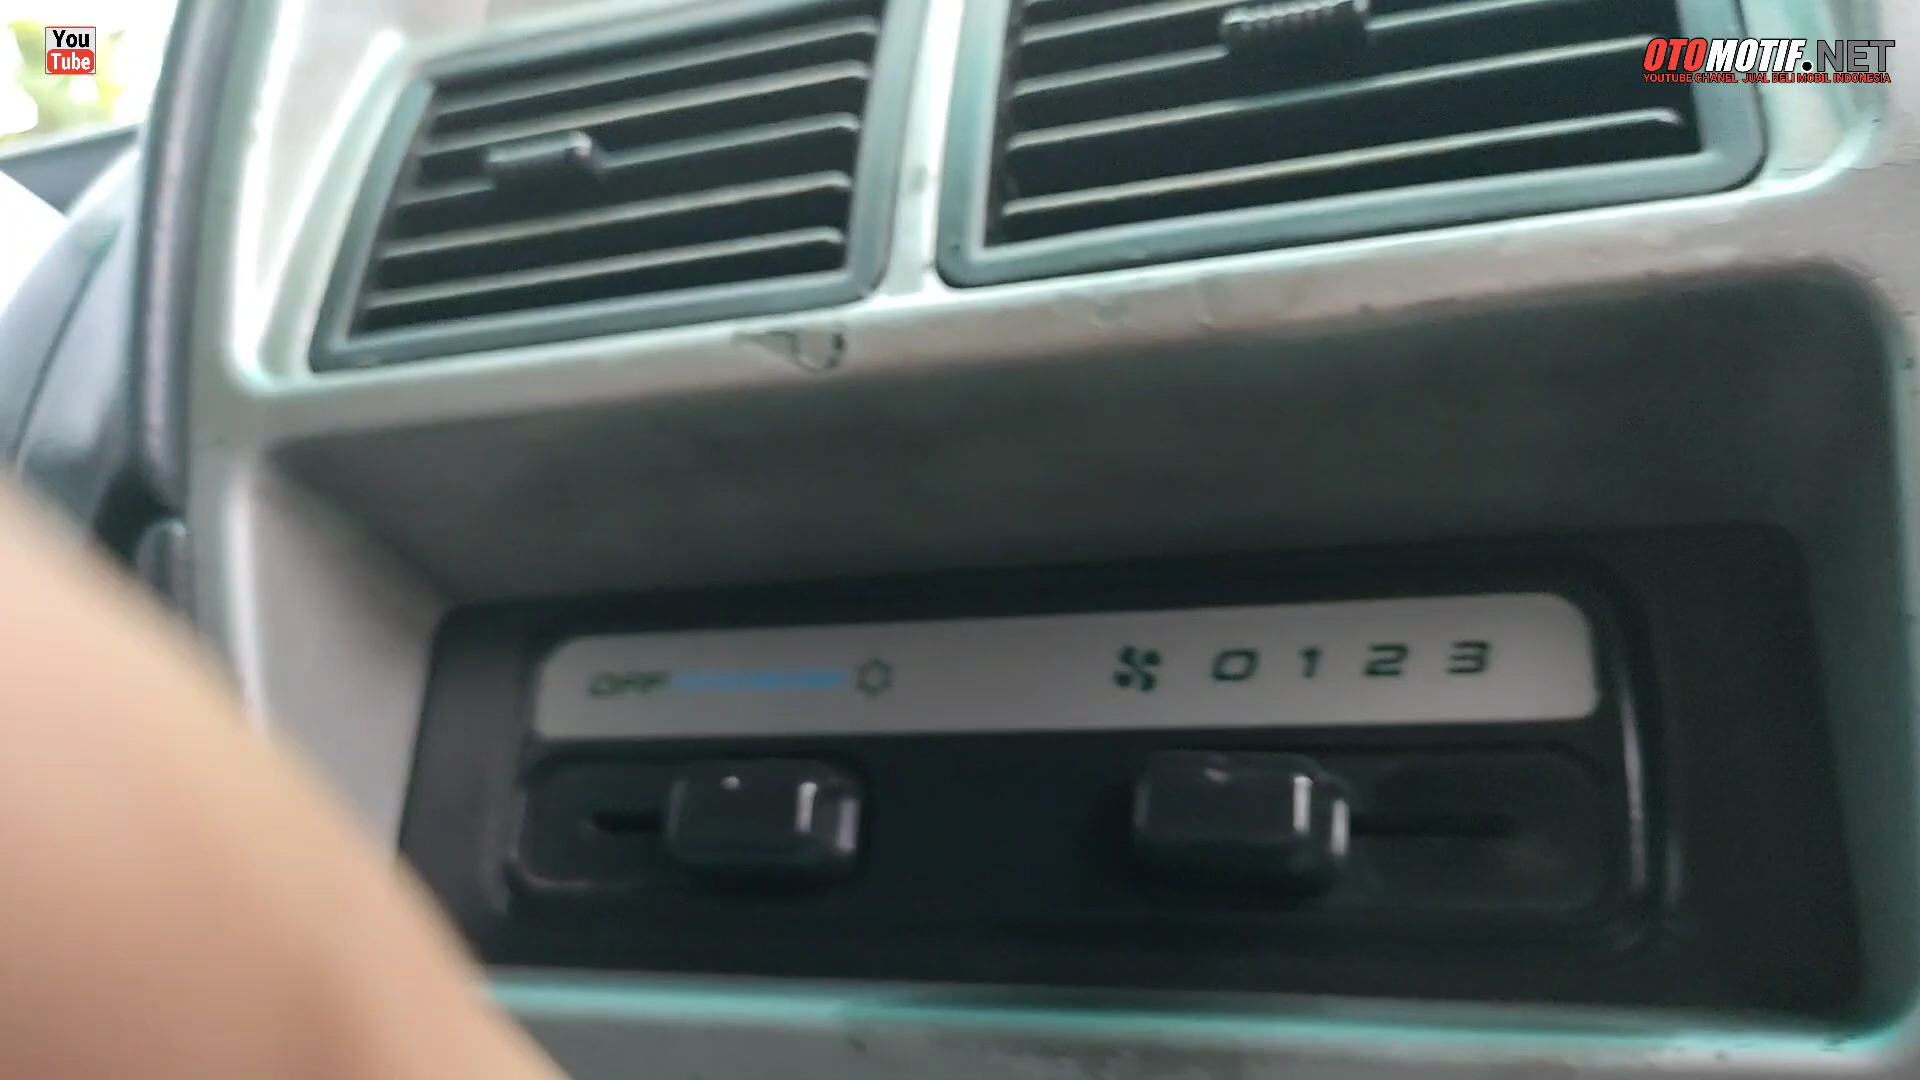 You
Tube
OTOMOTIF.NET
YOUTUBE CHANEL JUAL BELI MOBIL INDONESIA
OFF 0 1 2 3